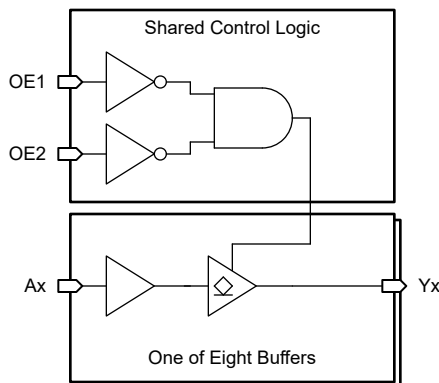 Shared Control Logic
OE1
OE2
Ax
Yx
One of Eight Buffers